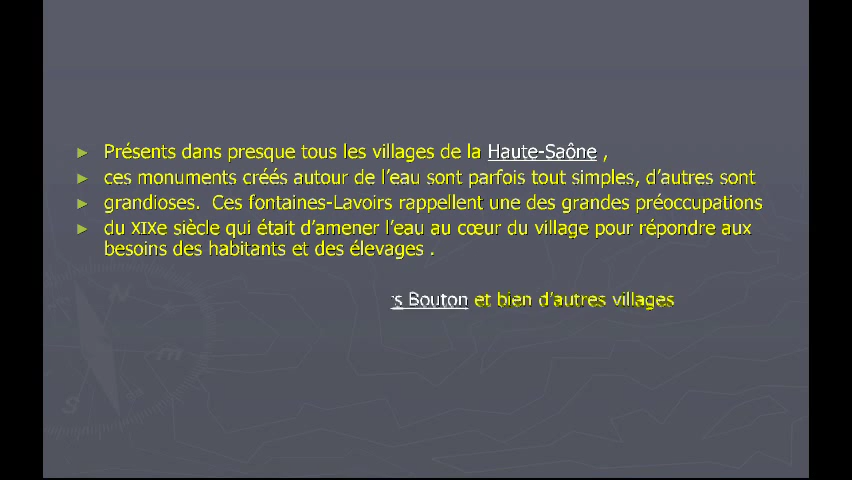 Présents dans presque tous les villages de la Haute-Saône ,
ces monuments créés autour de l'eau sont parfois tout simples, d'autres sont
grandioses. Ces fontaines-Lavoirs rappellent une des grandes préoccupations
du XIXe siècle qui était d'amener l'eau au cœur du village pour répondre aux
besoins des habitants et des élevages .
s Bouton et bien d'autres villages
N
m
S